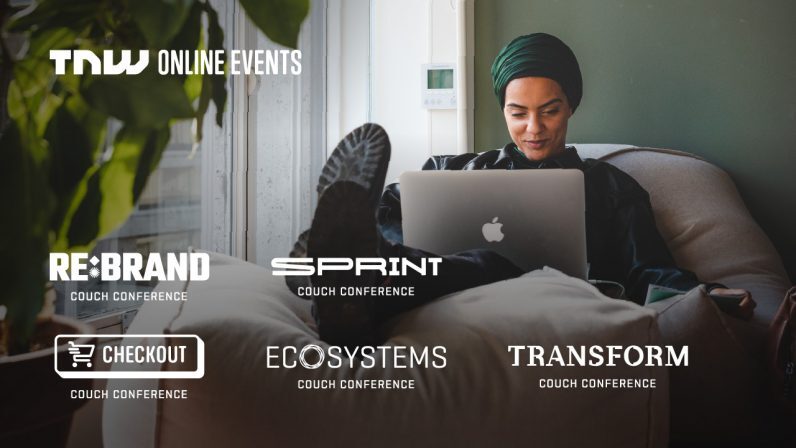 TNW ONLINE EVENTS
RE:BRAND
COUCH CONFERENCE
SPRINT
COUCH CONFERENCE
CHECKOUT
COUCH CONFERENCE
ECOSYSTEMS
COUCH CONFERENCE
TRANSFORM
COUCH CONFERENCE